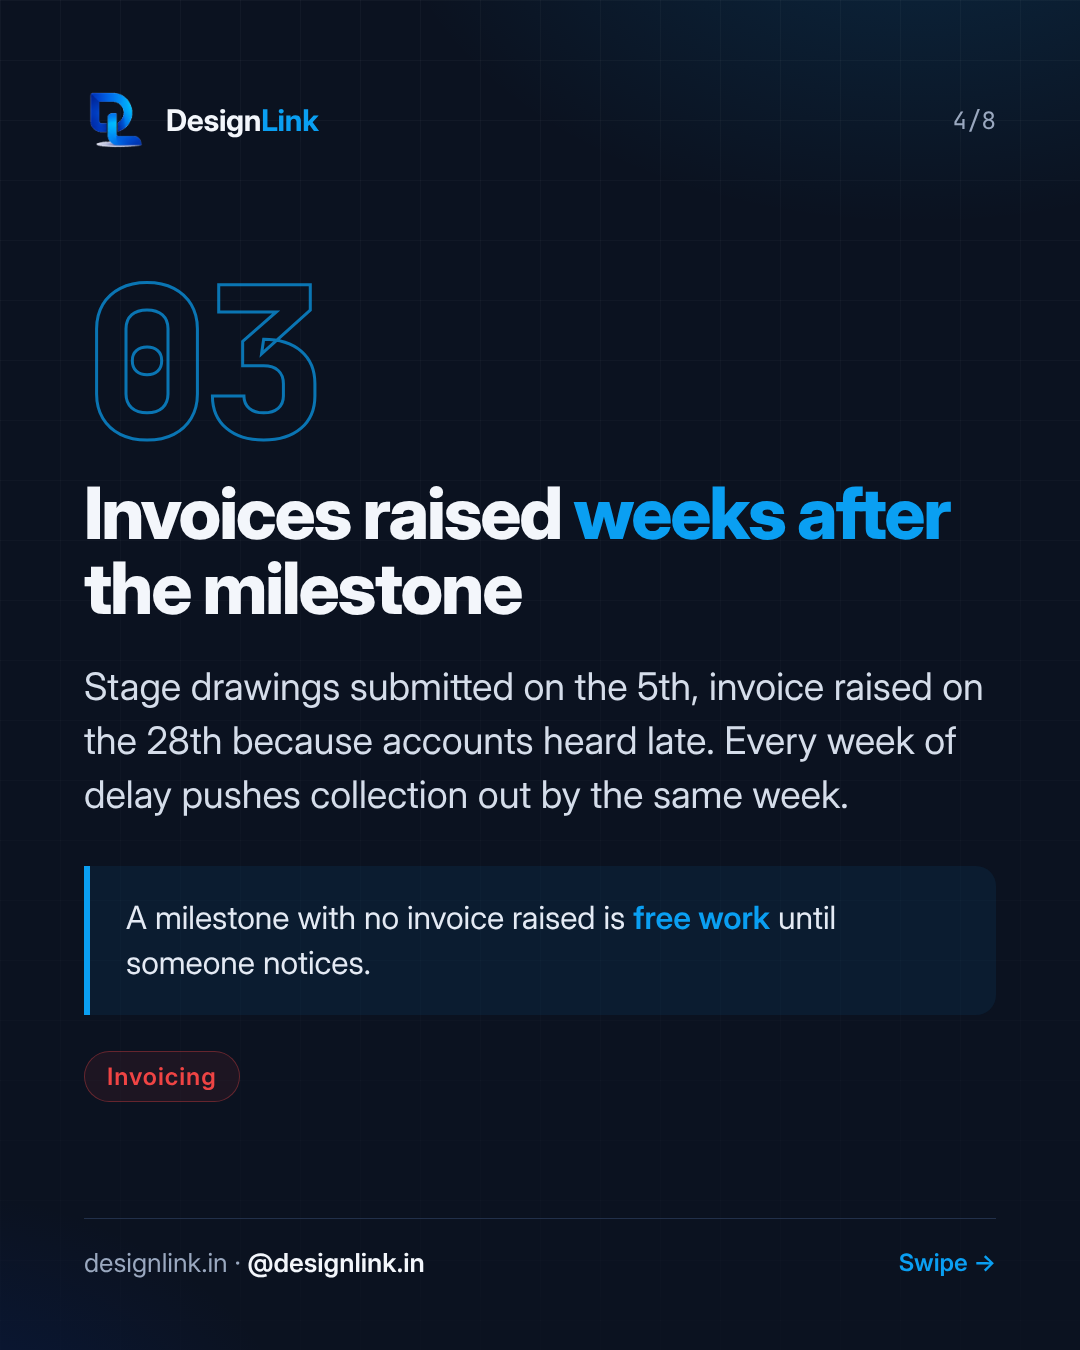 DesignLink
4/8
03
Invoices raised weeks after
the milestone
Stage drawings submitted on the 5th, invoice raised on
the 28th because accounts heard late. Every week of
delay pushes collection out by the same week.
A milestone with no invoice raised is free work until
someone notices.
Invoicing
designlink.in · @designlink.in
Swipe →